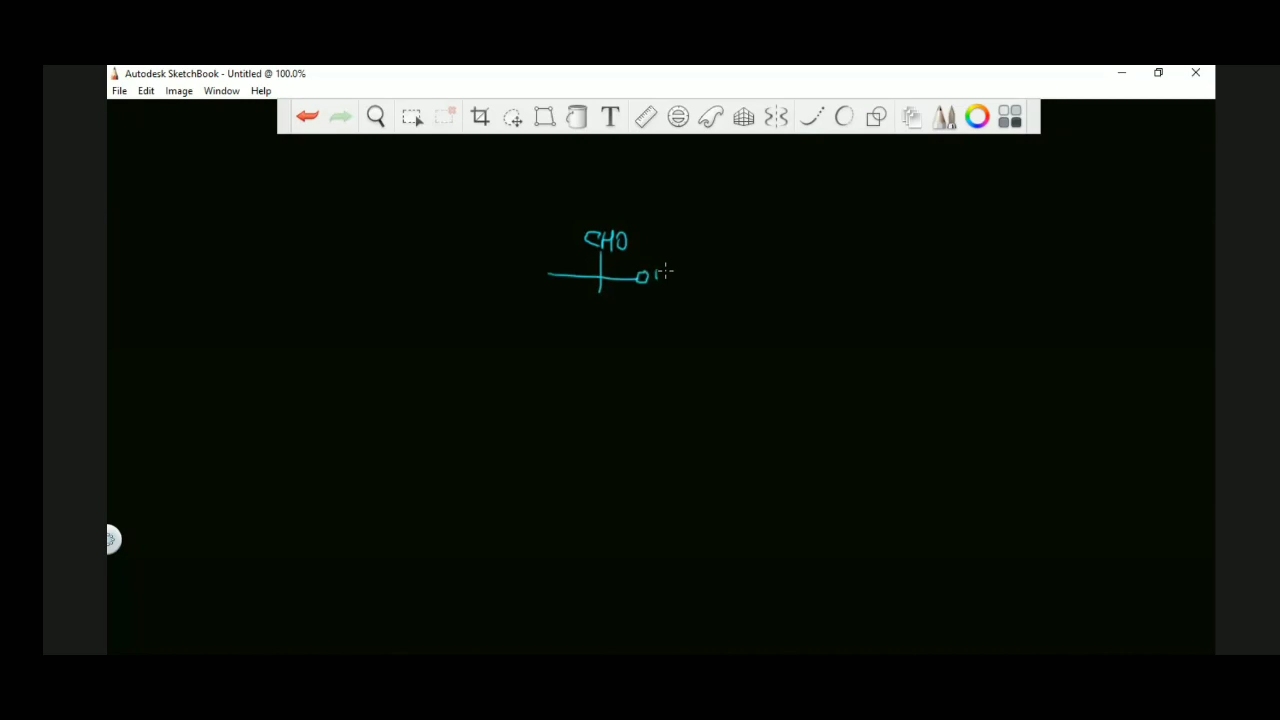 Autodesk SketchBook - Untitled @ 100.0%
File Edit Image Window Help
T
CHO
O